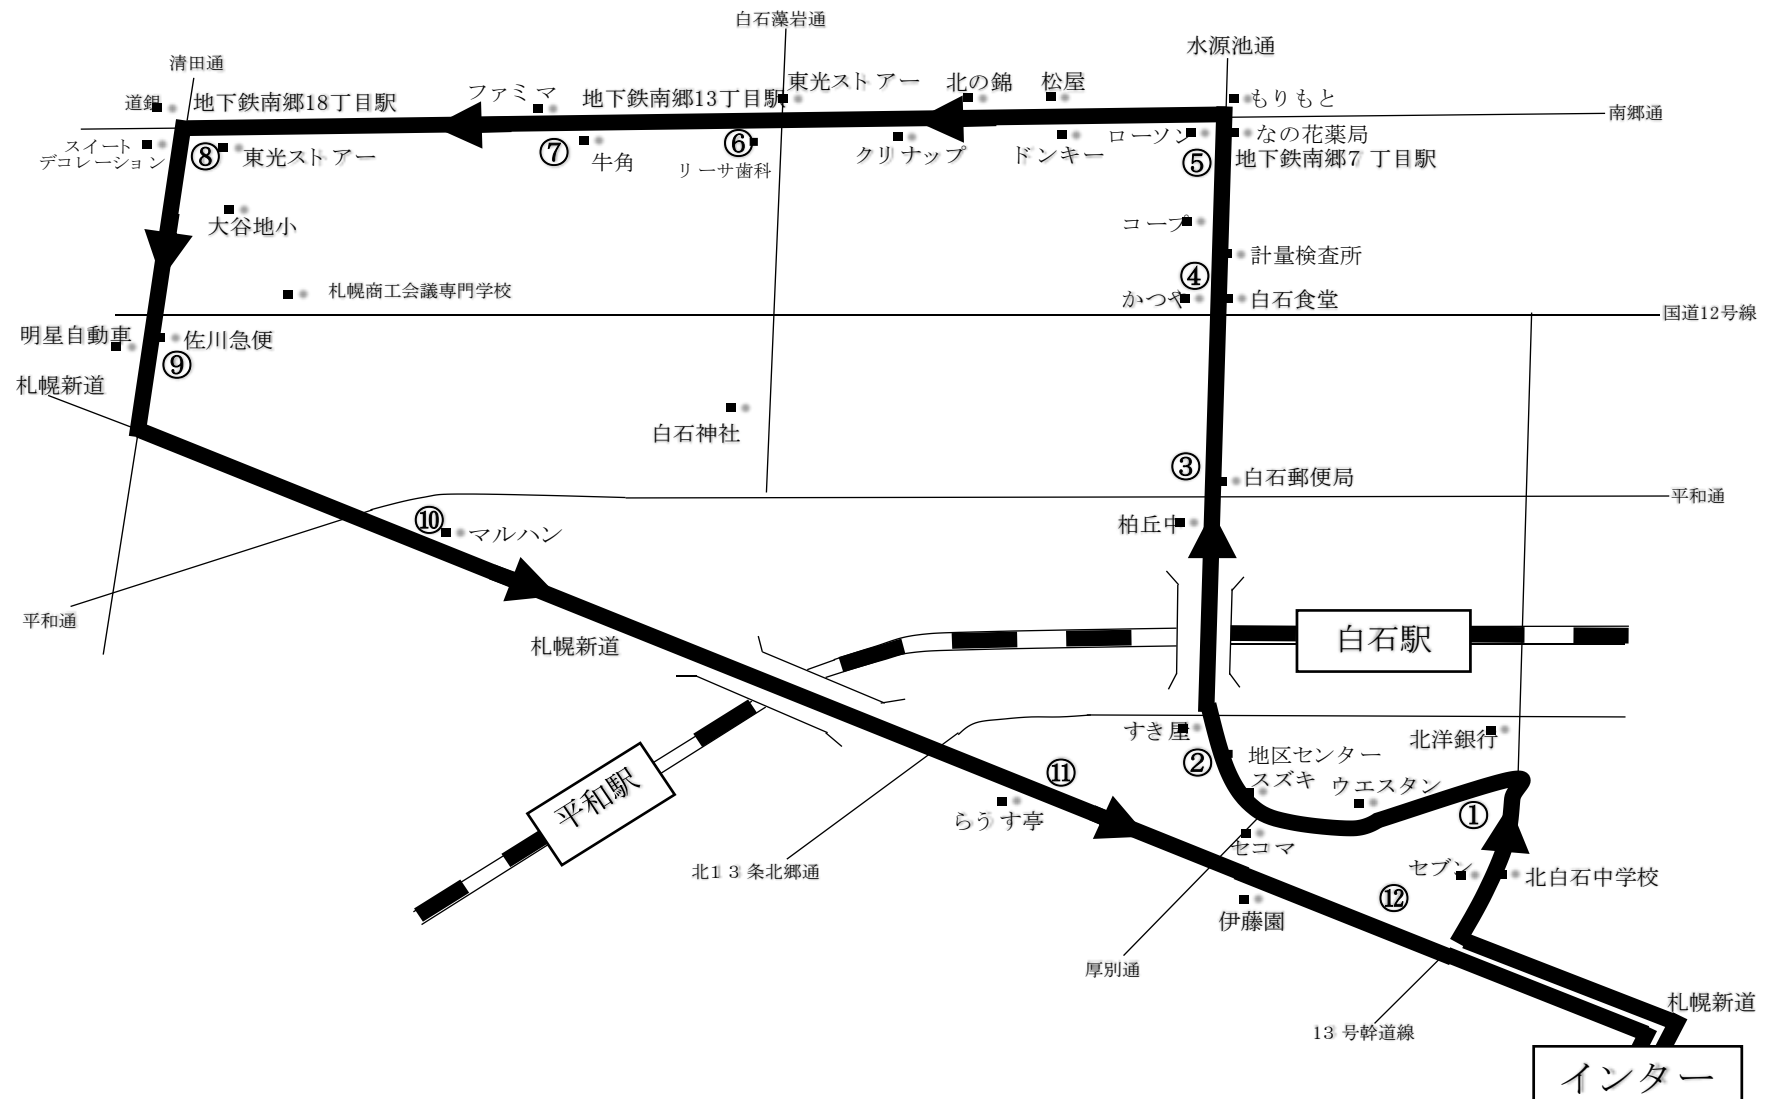 白石藻岩通
水源池通
清田通
道銀
地下鉄南郷18丁目駅
ファミマ
地下鉄南郷13丁目駅
東光ストアー
北の錦
松屋
もりもと
南郷通
スイート
デコレーション
⑧
東光ストアー
⑦
牛角
⑥
リーサ歯科
クリナップ
ドンキー
ローソン
なの花薬局
⑤
地下鉄南郷7丁目駅
大谷地小
コープ
計量検査所
④
札幌商工会議専門学校
かつや
白石食堂
国道12号線
明星自動車
佐川急便
⑨
札幌新道
白石神社
③
白石郵便局
平和通
⑩
マルハン
柏丘中
平和通
札幌新道
白石駅
すき屋
北洋銀行
②
地区センター
平和駅
⑪
スズキ
ウエスタン
①
らうす亭
セコマ
北13条北郷通
セブン
北白石中学校
⑫
伊藤園
厚別通
札幌新道
13号幹道線
インター